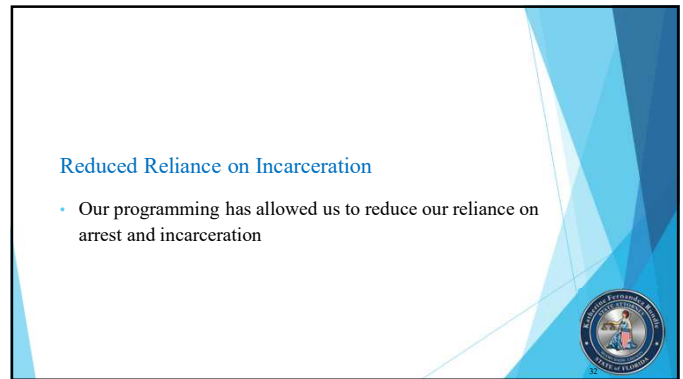 Reduced Reliance on Incarceration
• Our programming has allowed us to reduce our reliance on
arrest and incarceration
Katherine Fernandez Rundle
STATE ATTORNEY
STATE of FLORIDA
32